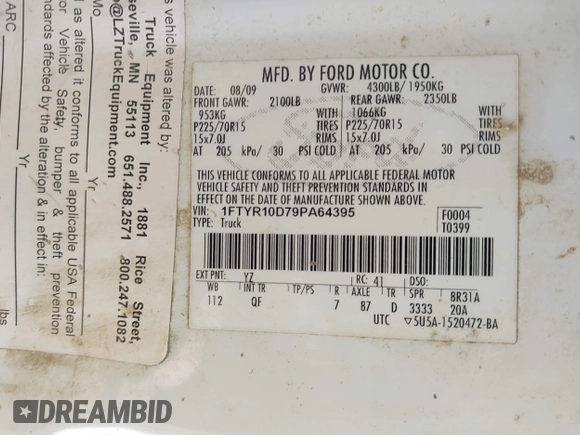 MFD. BY FORD MOTOR CO.
DATE: 08/09 GVWR: 4300LB/ 1950KG
FRONT GAWR: 2100LB REAR GAWR: 2350LB
953KG WITH 1066KG WITH
P225/70R15 TIRES P225/70R15 TIRES
15x7.0J RIMS 15x7.0J RIMS
AT 205 kPa/ 30 PSI COLD AT 205 kPa/ 30 PSI COLD
THIS VEHICLE CONFORMS TO ALL APPLICABLE FEDERAL MOTOR
VEHICLE SAFETY AND THEFT PREVENTION STANDARDS IN
EFFECT ON THE DATE OF MANUFACTURE SHOWN ABOVE.
VIN: 1FTYR10D79PA64395 F0004
TYPE: Truck T0399
EXT PNT: YZ RC: 41 DSO:
WB INT TR TP/PS R AXLE TR SPR 8R31A
112 QF 7 87 D 3333 20A
UTC 5U5A-1520472-BA
vehicle was altered by:
Truck Equipment Inc., 1881 Rice Street,
seville, MN 55113 651.488.2571 800.247.1082
@LZTruckEquipment.com
Mo Yr
as altered it conforms to all applicable USA Federal
or Vehicle Safety, bumper & theft prevention
ndards affected by the alteration & in effect in:
Yr
ARC
lbs
DREAMBID